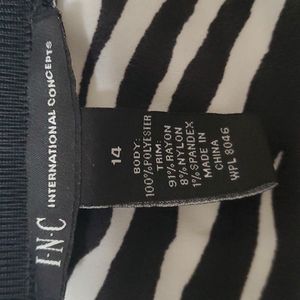 I·N·C
INTERNATIONAL CONCEPTS
14
BODY:
100%POLYESTER
TRIM:
91%RAYON
8%NYLON
1%SPANDEX
MADE IN
CHINA
WPL 8046